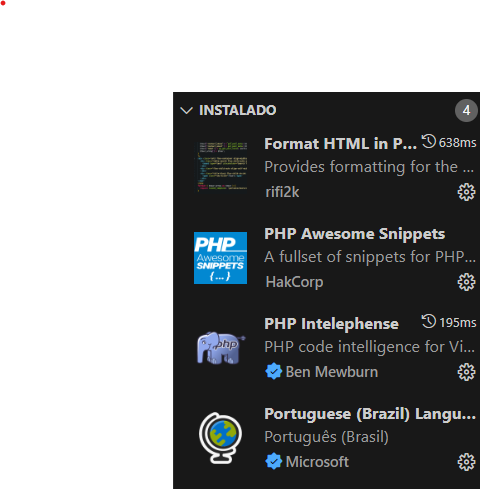 INSTALADO 4
Format HTML in P... 638ms
Provides formatting for the ...
rifi2k
PHP
Awesome
SNIPPETS
{...}
PHP Awesome Snippets
A fullset of snippets for PHP...
HakCorp
php
PHP Intelephense 195ms
PHP code intelligence for Vi...
Ben Mewburn
Portuguese (Brazil) Langu...
Português (Brasil)
Microsoft